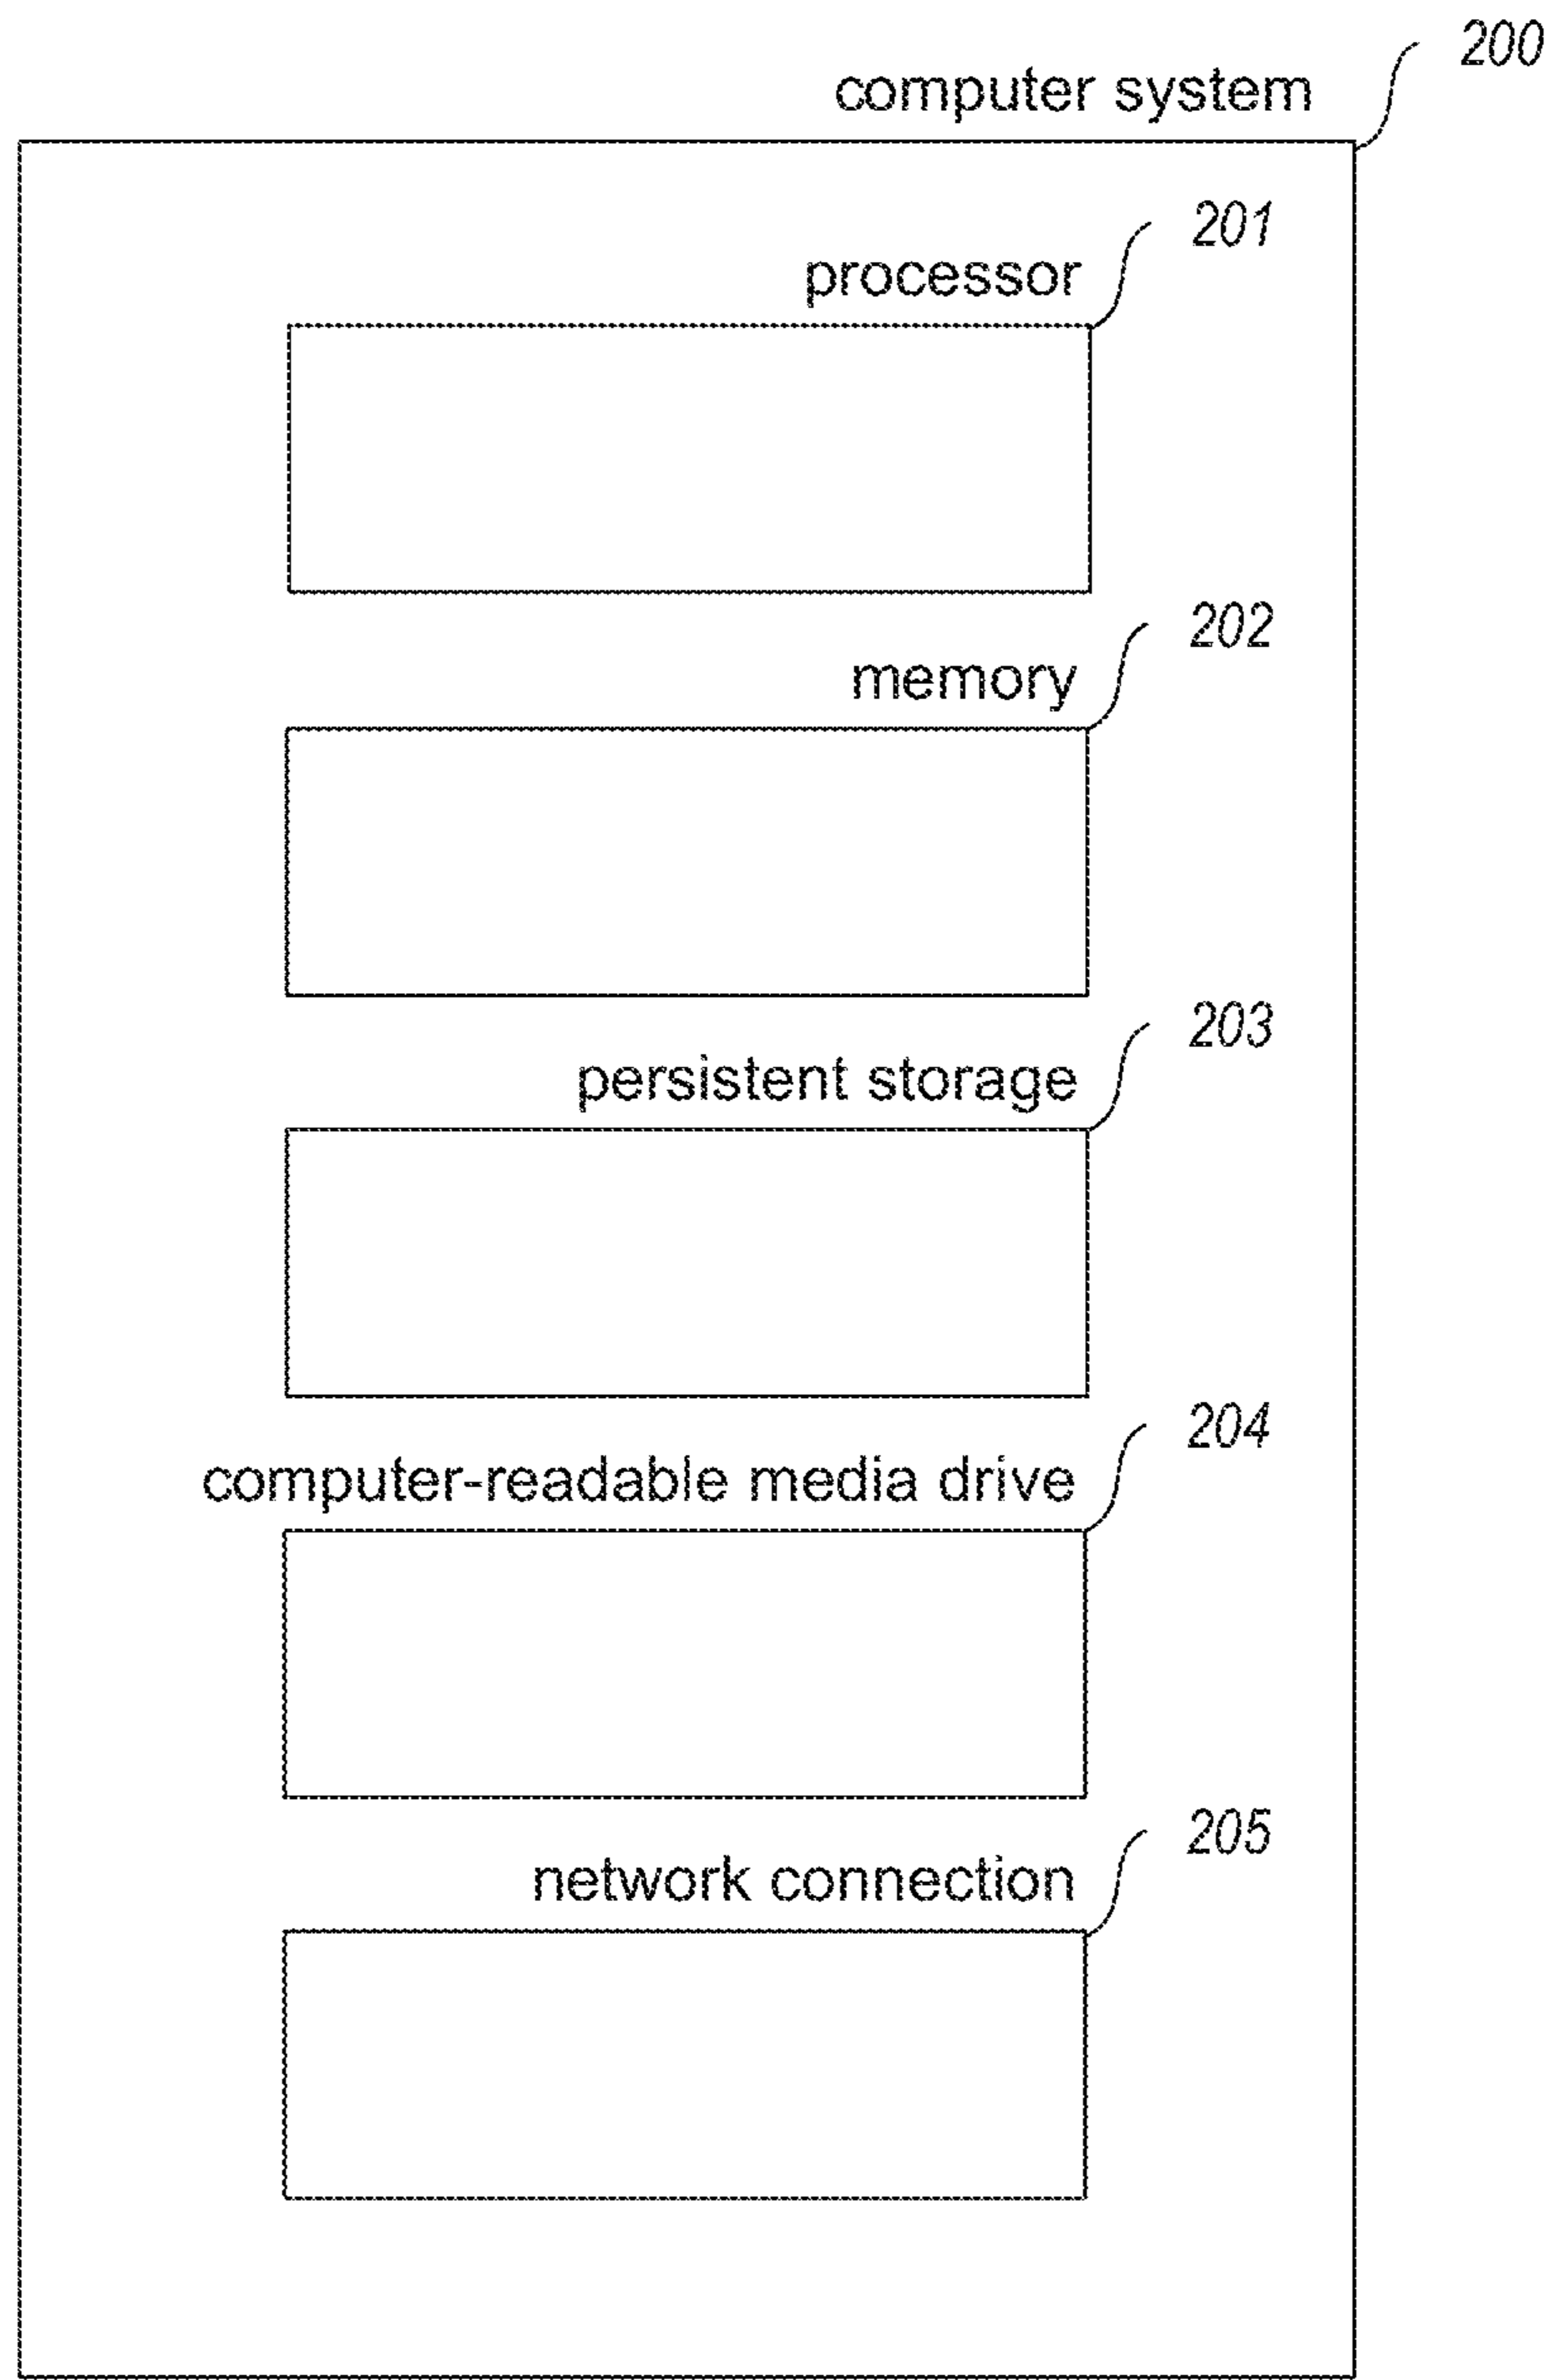 200
computer system
201
processor
202
memory
203
persistent storage
204
computer-readable media drive
205
network connection